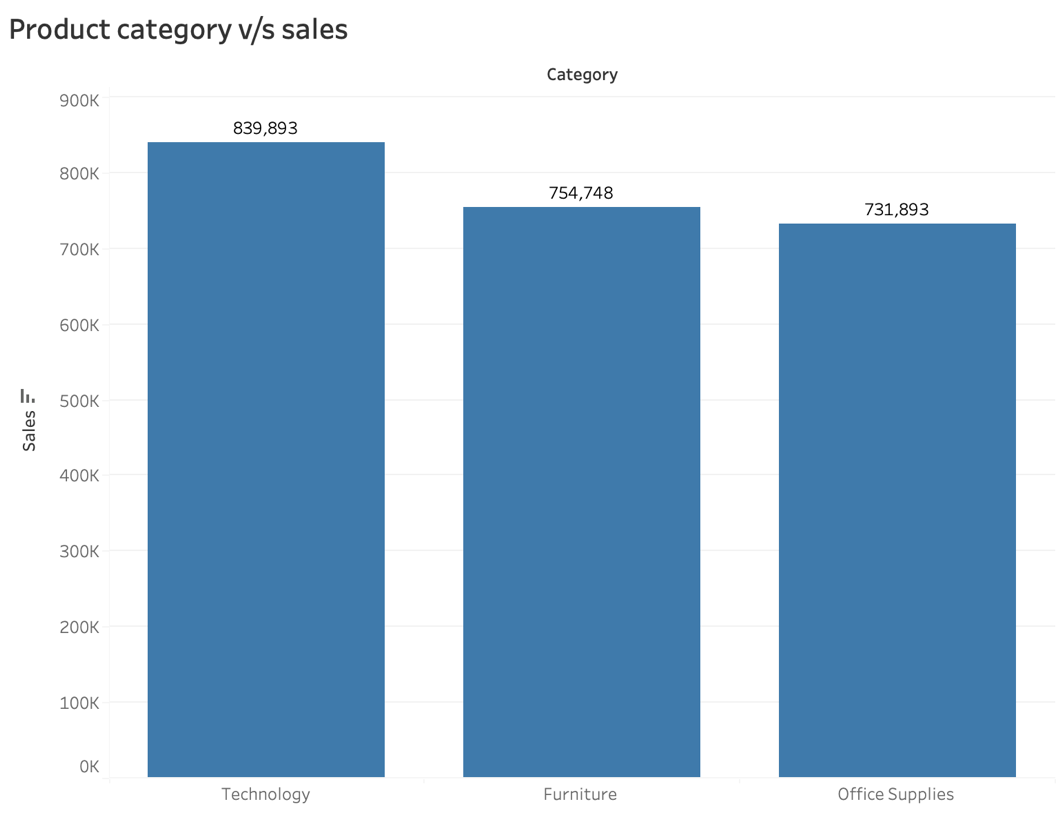 Product category v/s sales
Category
900K
800K
700K
600K
500K
400K
300K
200K
100K
0K
Sales
839,893
754,748
731,893
Technology
Furniture
Office Supplies